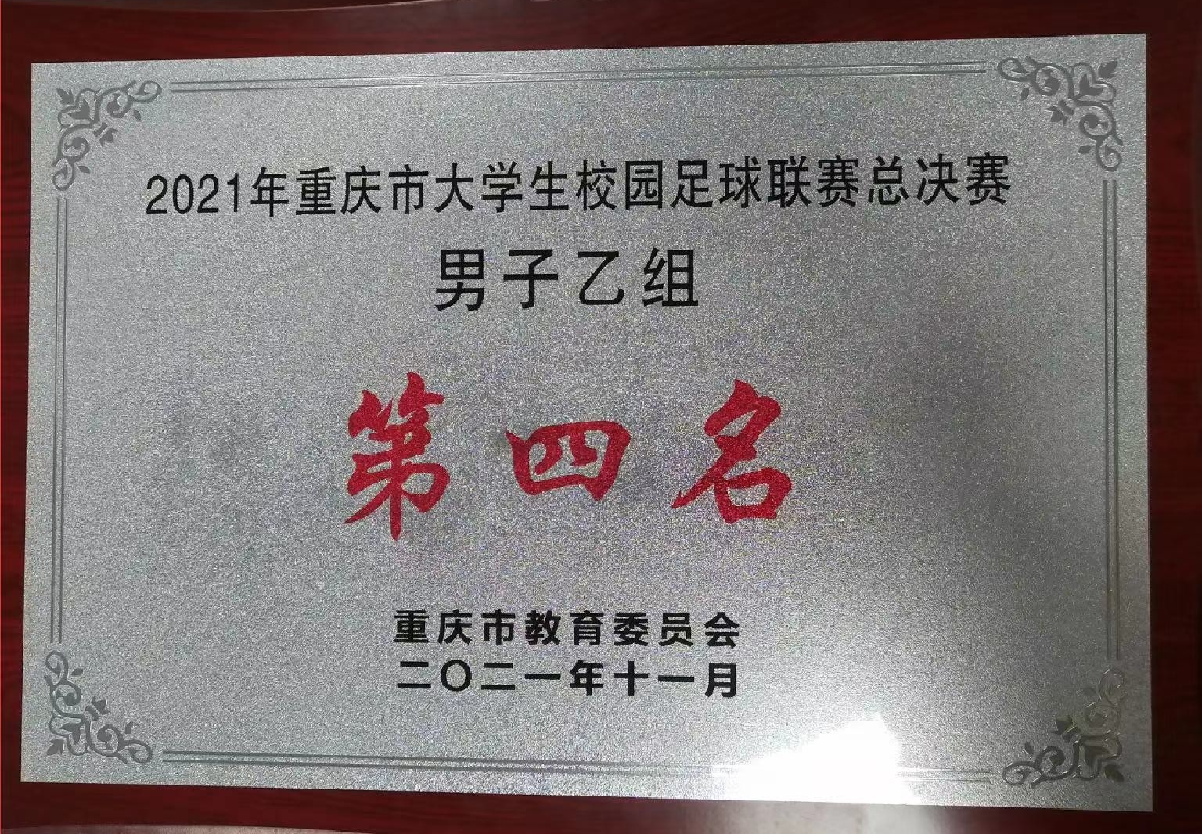 2021年重庆市大学生校园足球联赛总决赛
男子乙组
第四名
重庆市教育委员会
二〇二一年十一月